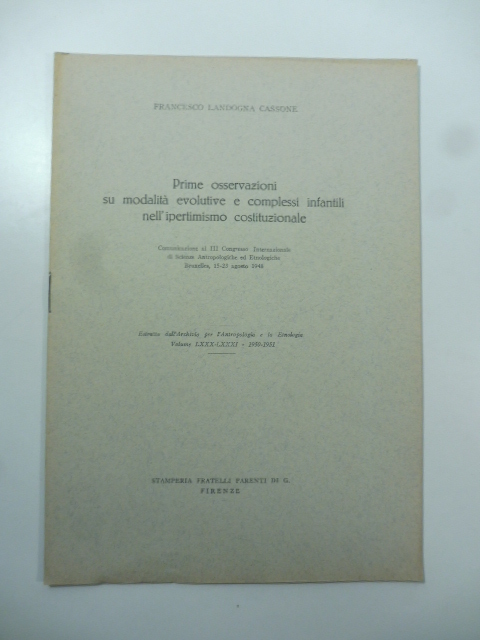 FRANCESCO LANDOGNA CASSONE
Prime osservazioni
su modalità evolutive e complessi infantili
nell'ipertimismo costituzionale
Comunicazione al III Congresso Internazionale
di Scienze Antropologiche ed Etnologiche
Bruxelles, 15-23 agosto 1948
Estratto dall'Archivio per l'Antropologia e la Etnologia
Volume LXXX-LXXXI - 1950-1951
STAMPERIA FRATELLI PARENTI DI G.
FIRENZE